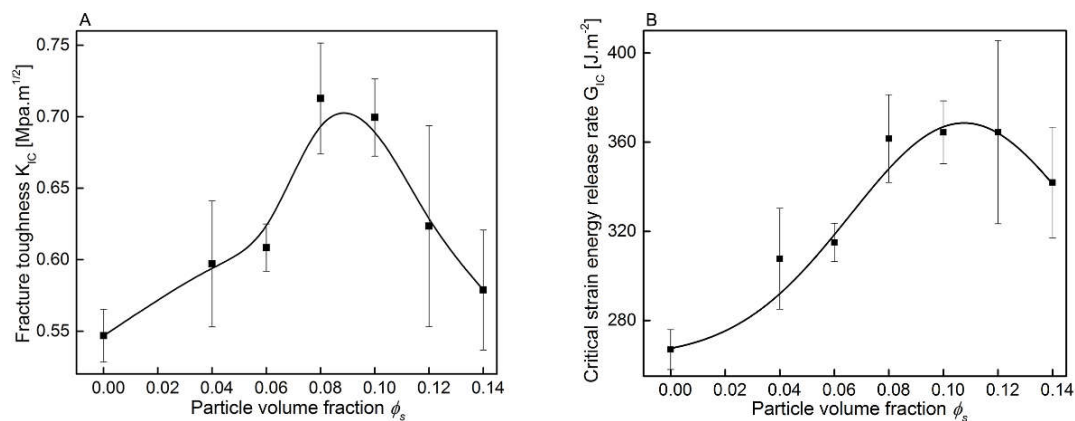 A
Fracture toughness K_IC [Mpa.m^1/2]
0.75
0.70
0.65
0.60
0.55
0.00 0.02 0.04 0.06 0.08 0.10 0.12 0.14
Particle volume fraction ϕ_s
B
Critical strain energy release rate G_IC [J.m^-2]
400
360
320
280
0.00 0.02 0.04 0.06 0.08 0.10 0.12 0.14
Particle volume fraction ϕ_s